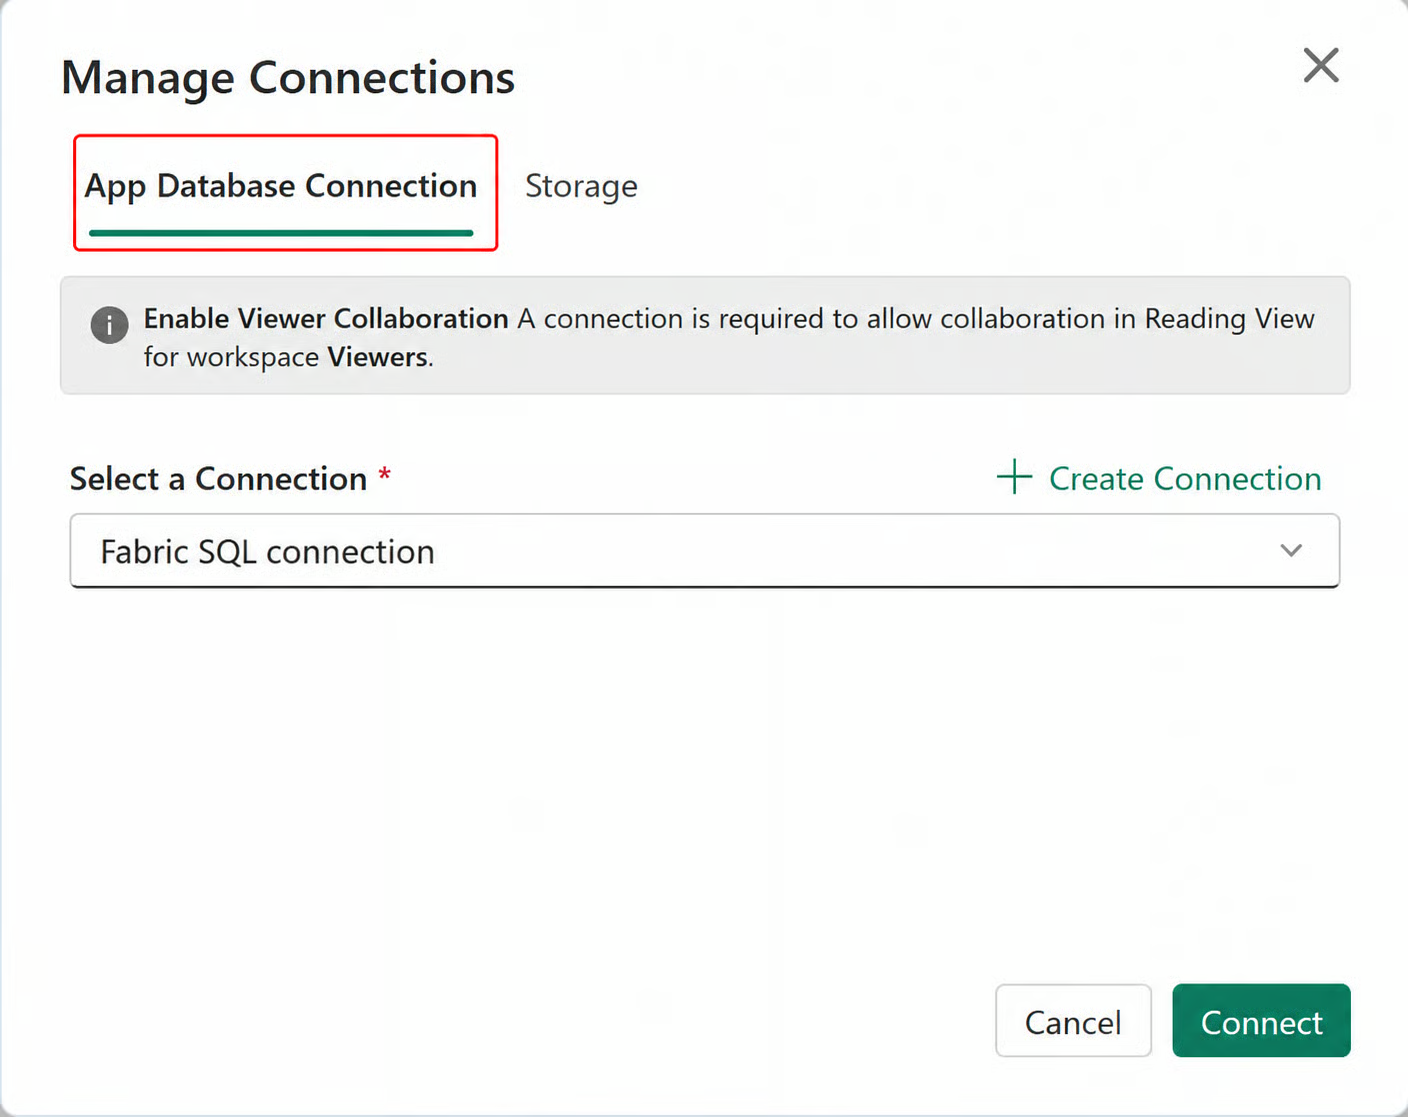 Manage Connections
App Database Connection
Storage
Enable Viewer Collaboration A connection is required to allow collaboration in Reading View
for workspace Viewers.
Select a Connection *
Create Connection
Fabric SQL connection
Cancel
Connect